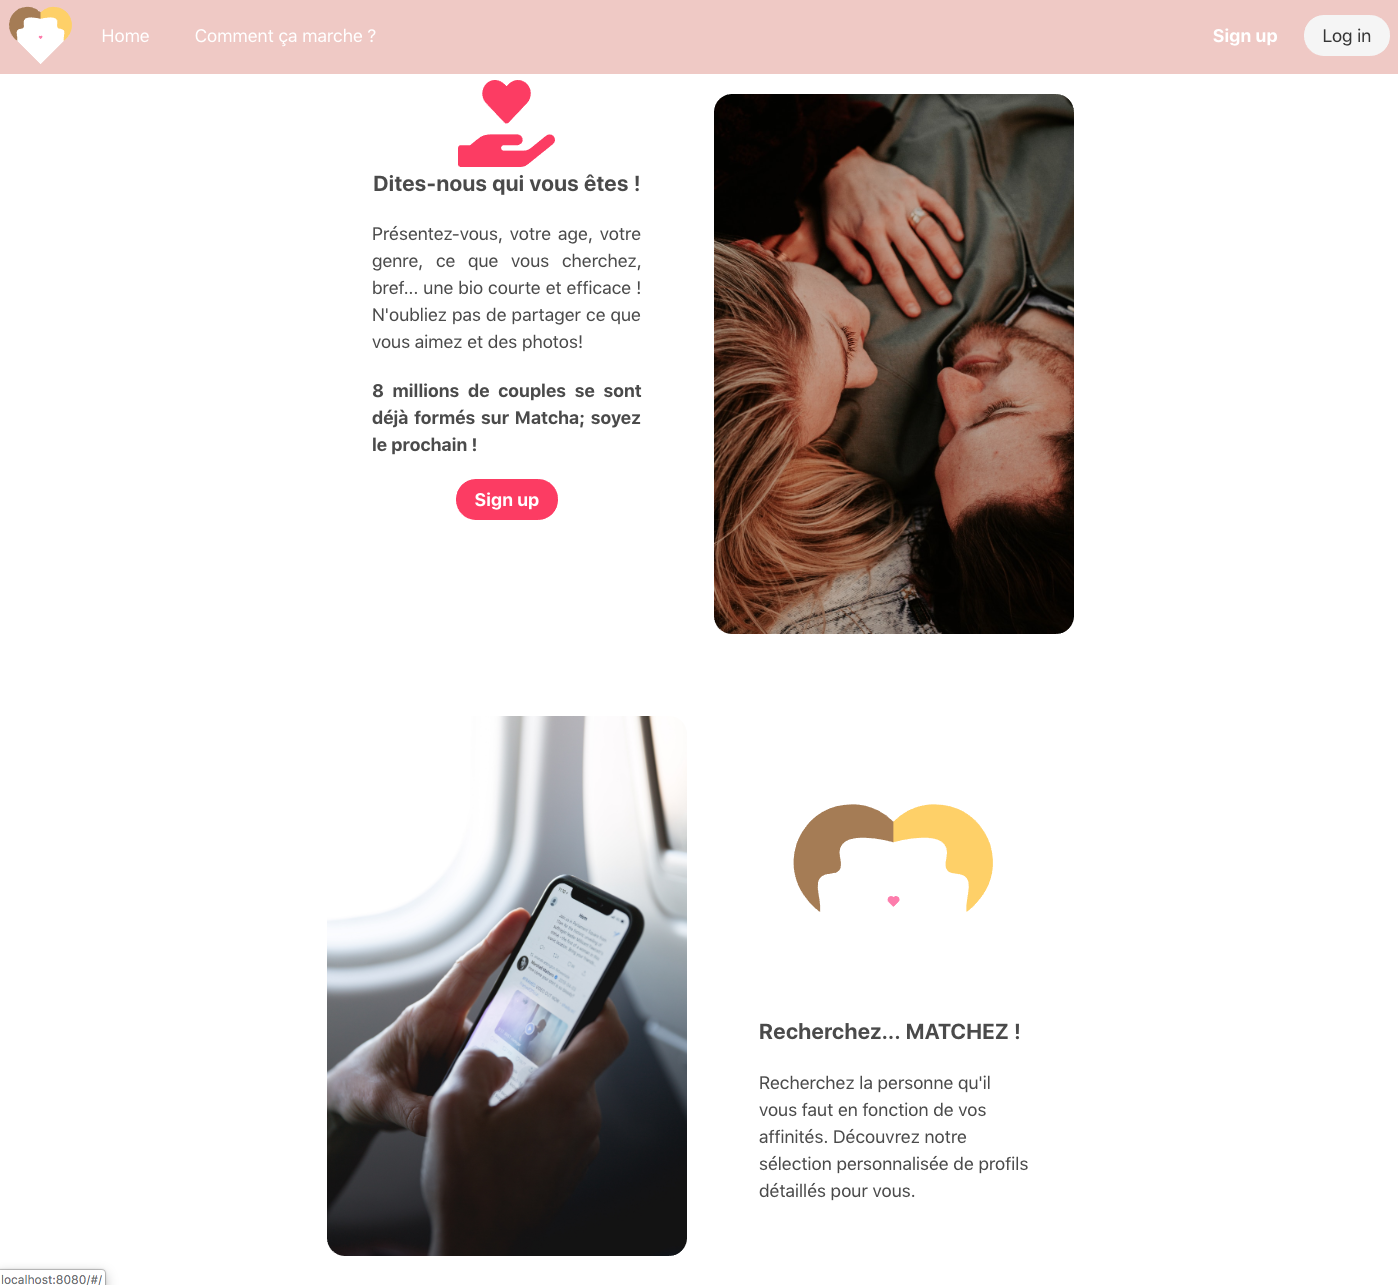 Home
Comment ça marche ?
Sign up
Log in
Dites-nous qui vous êtes !
Présentez-vous, votre age, votre
genre, ce que vous cherchez,
bref... une bio courte et efficace !
N'oubliez pas de partager ce que
vous aimez et des photos!
8 millions de couples se sont
déjà formés sur Matcha; soyez
le prochain !
Sign up
Recherchez... MATCHEZ !
Recherchez la personne qu'il
vous faut en fonction de vos
affinités. Découvrez notre
sélection personnalisée de profils
détaillés pour vous.
localhost:8080/#/